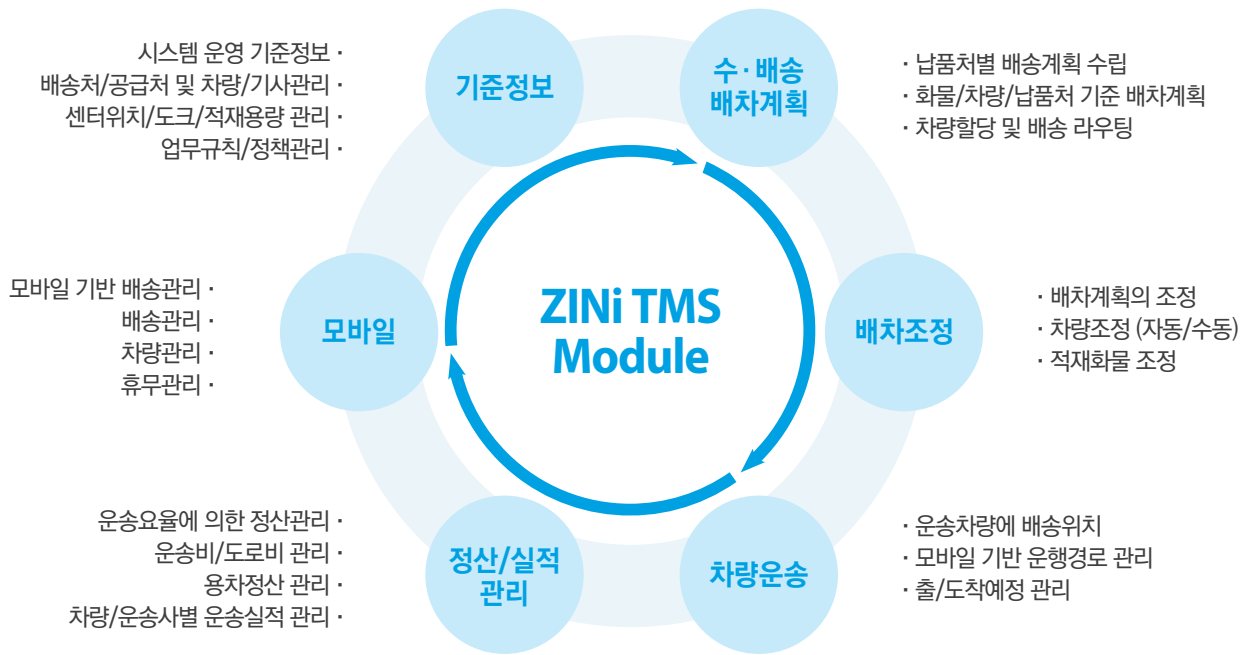 시스템 운영 기준정보 ·
배송처/공급처 및 차량/기사관리 ·
센터위치/도크/적재용량 관리 ·
업무규칙/정책관리 ·
기준정보
수 · 배송
배차계획
· 납품처별 배송계획 수립
· 화물/차량/납품처 기준 배차계획
· 차량할당 및 배송 라우팅
모바일 기반 배송관리 ·
배송관리 ·
차량관리 ·
휴무관리 ·
모바일
ZINi TMS
Module
배차조정
· 배차계획의 조정
· 차량조정 (자동/수동)
· 적재화물 조정
운송요율에 의한 정산관리 ·
운송비/도로비 관리 ·
용차정산 관리 ·
차량/운송사별 운송실적 관리 ·
정산/실적
관리
차량운송
· 운송차량에 배송위치
· 모바일 기반 운행경로 관리
· 출/도착예정 관리